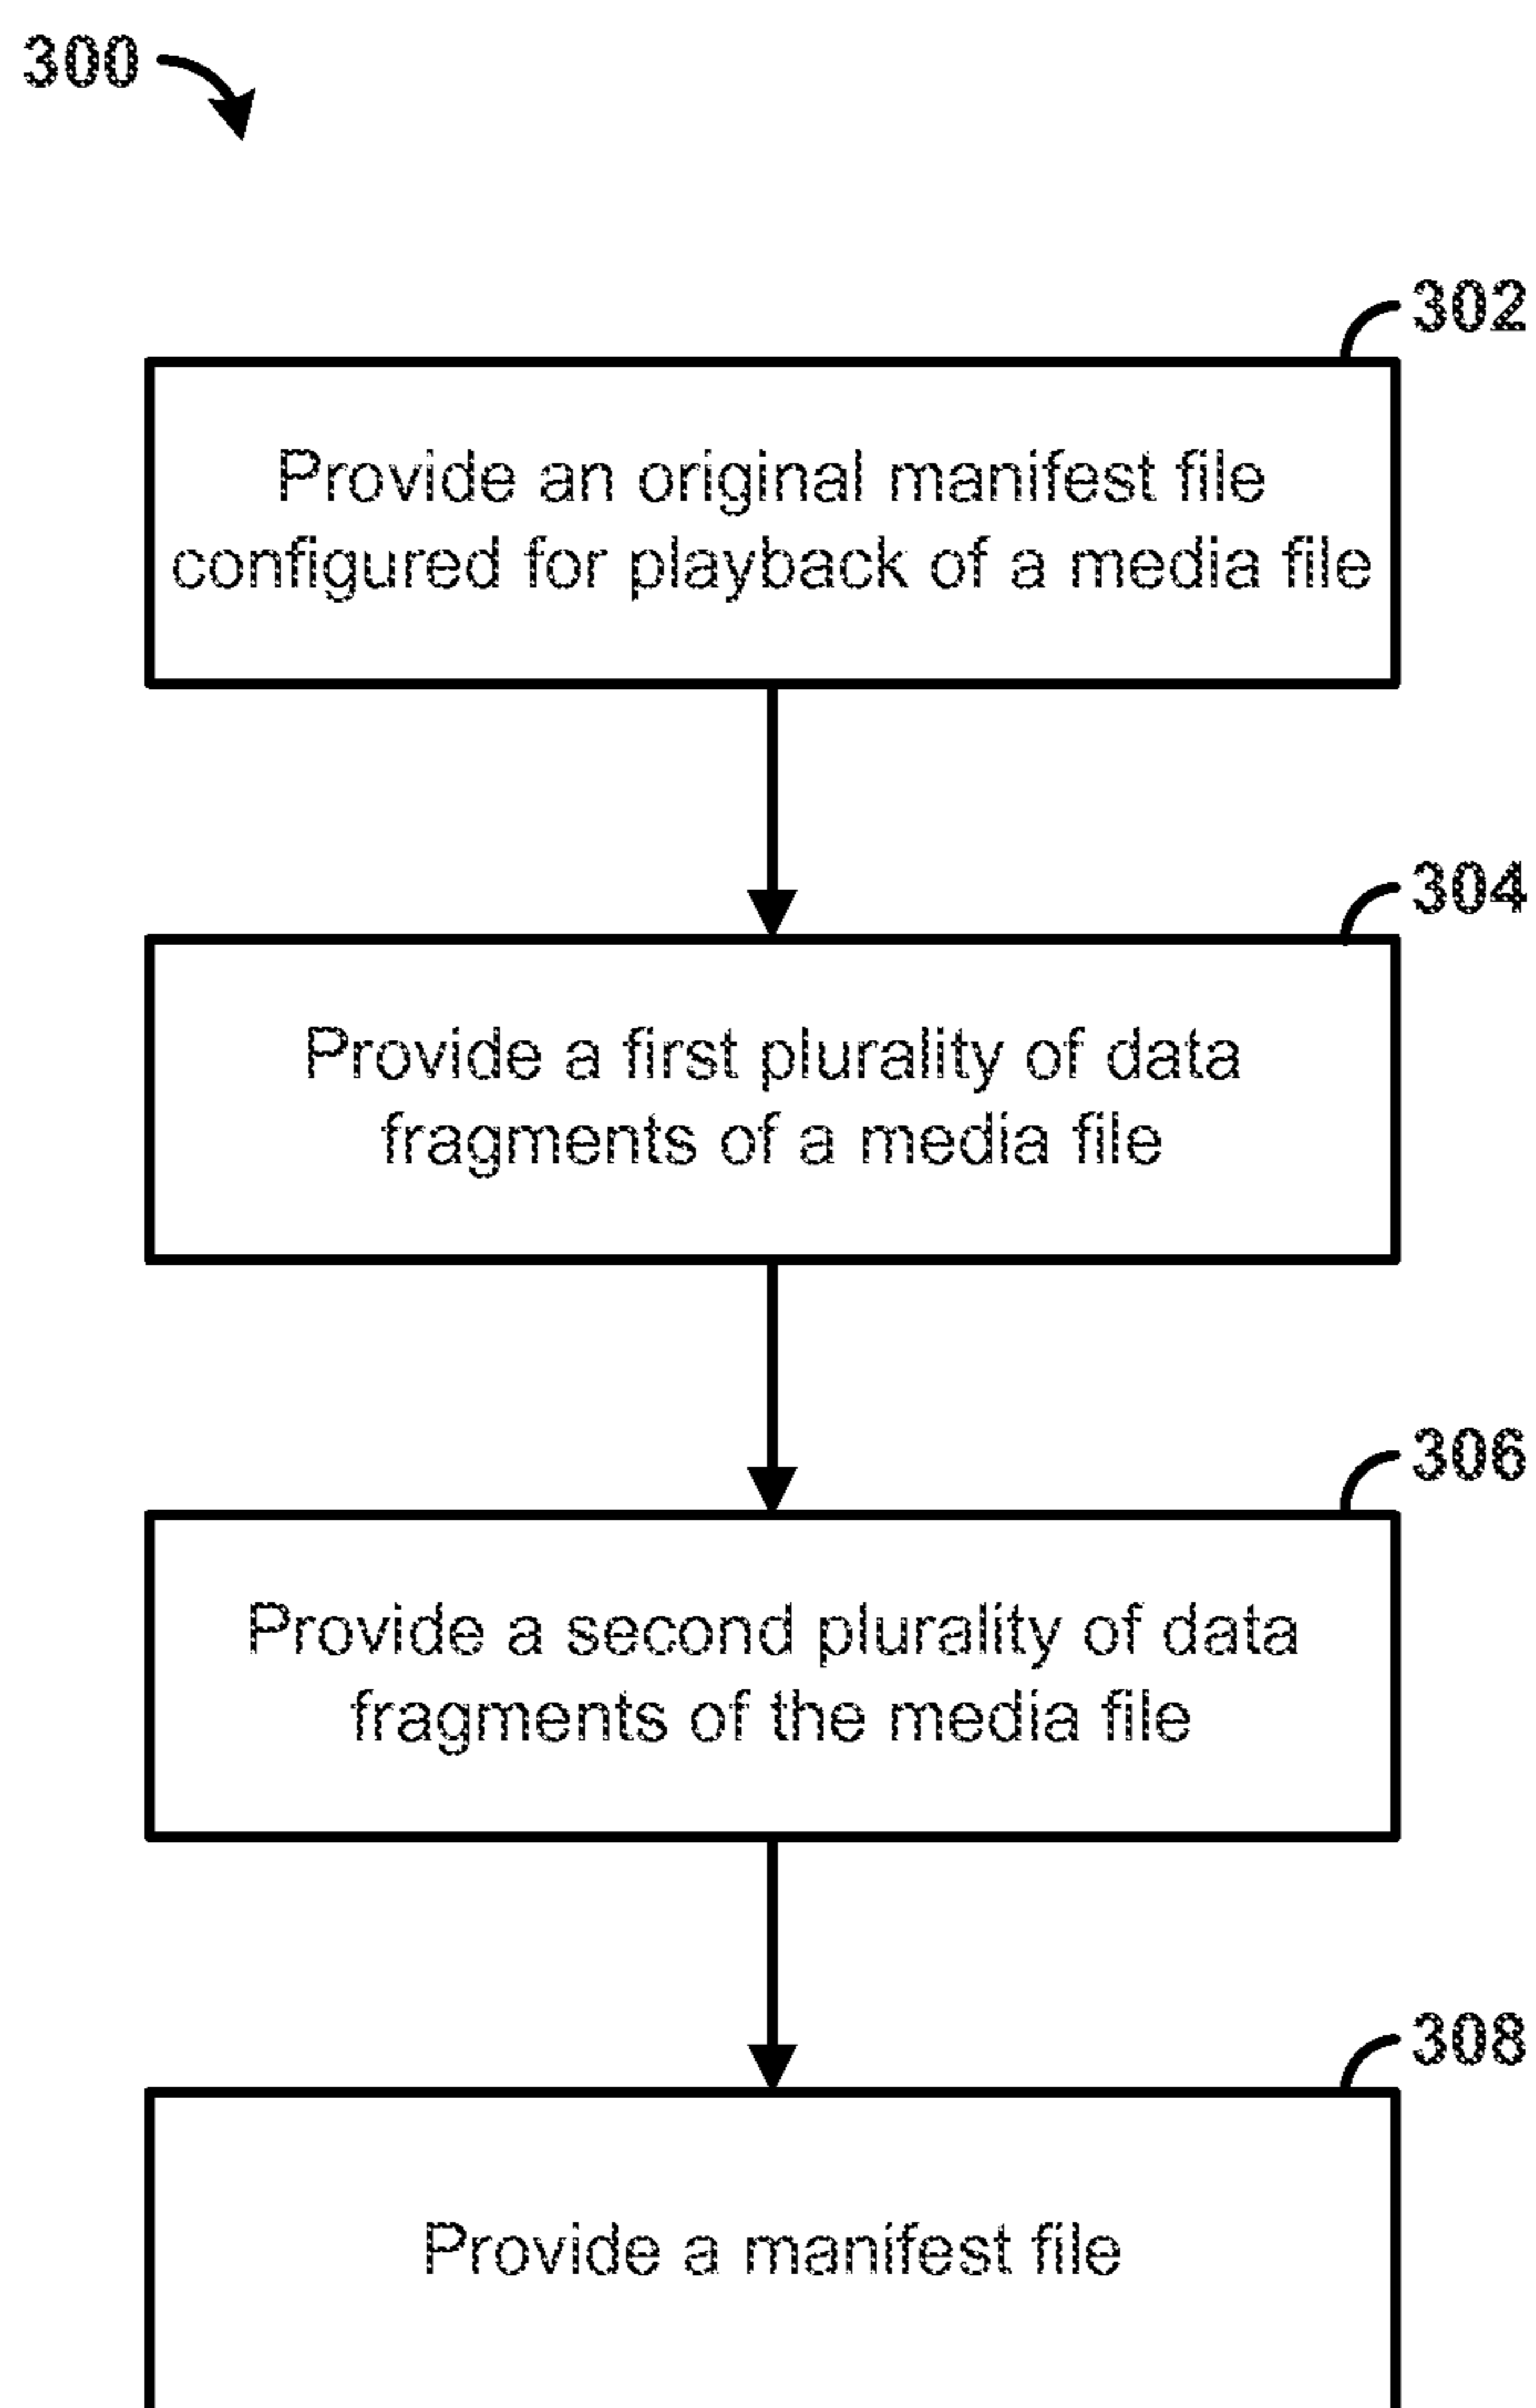 300
302
Provide an original manifest file
configured for playback of a media file
304
Provide a first plurality of data
fragments of a media file
306
Provide a second plurality of data
fragments of the media file
308
Provide a manifest file